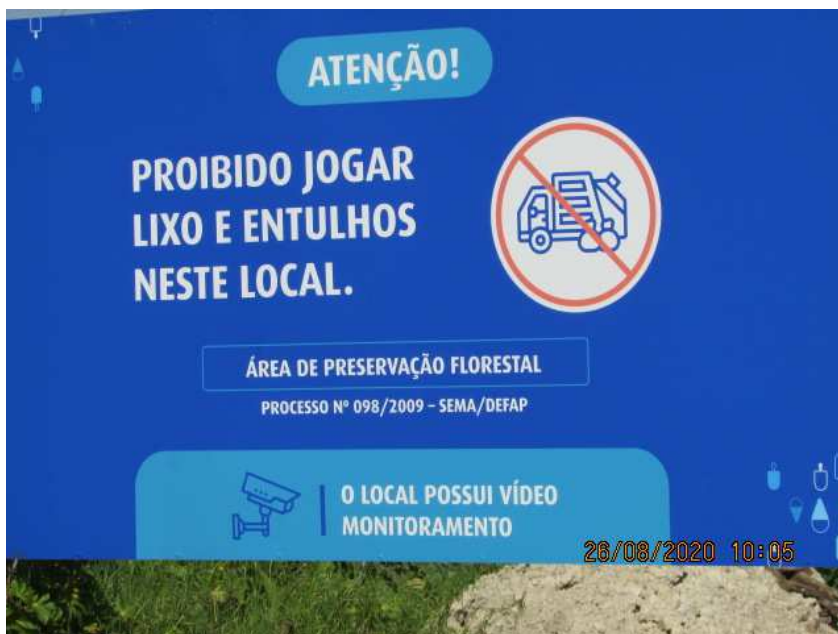 ATENÇÃO!
PROIBIDO JOGAR
LIXO E ENTULHOS
NESTE LOCAL.
ÁREA DE PRESERVAÇÃO FLORESTAL
PROCESSO Nº 098/2009 – SEMA/DEFAP
O LOCAL POSSUI VÍDEO
MONITORAMENTO
26/08/2020 10:05